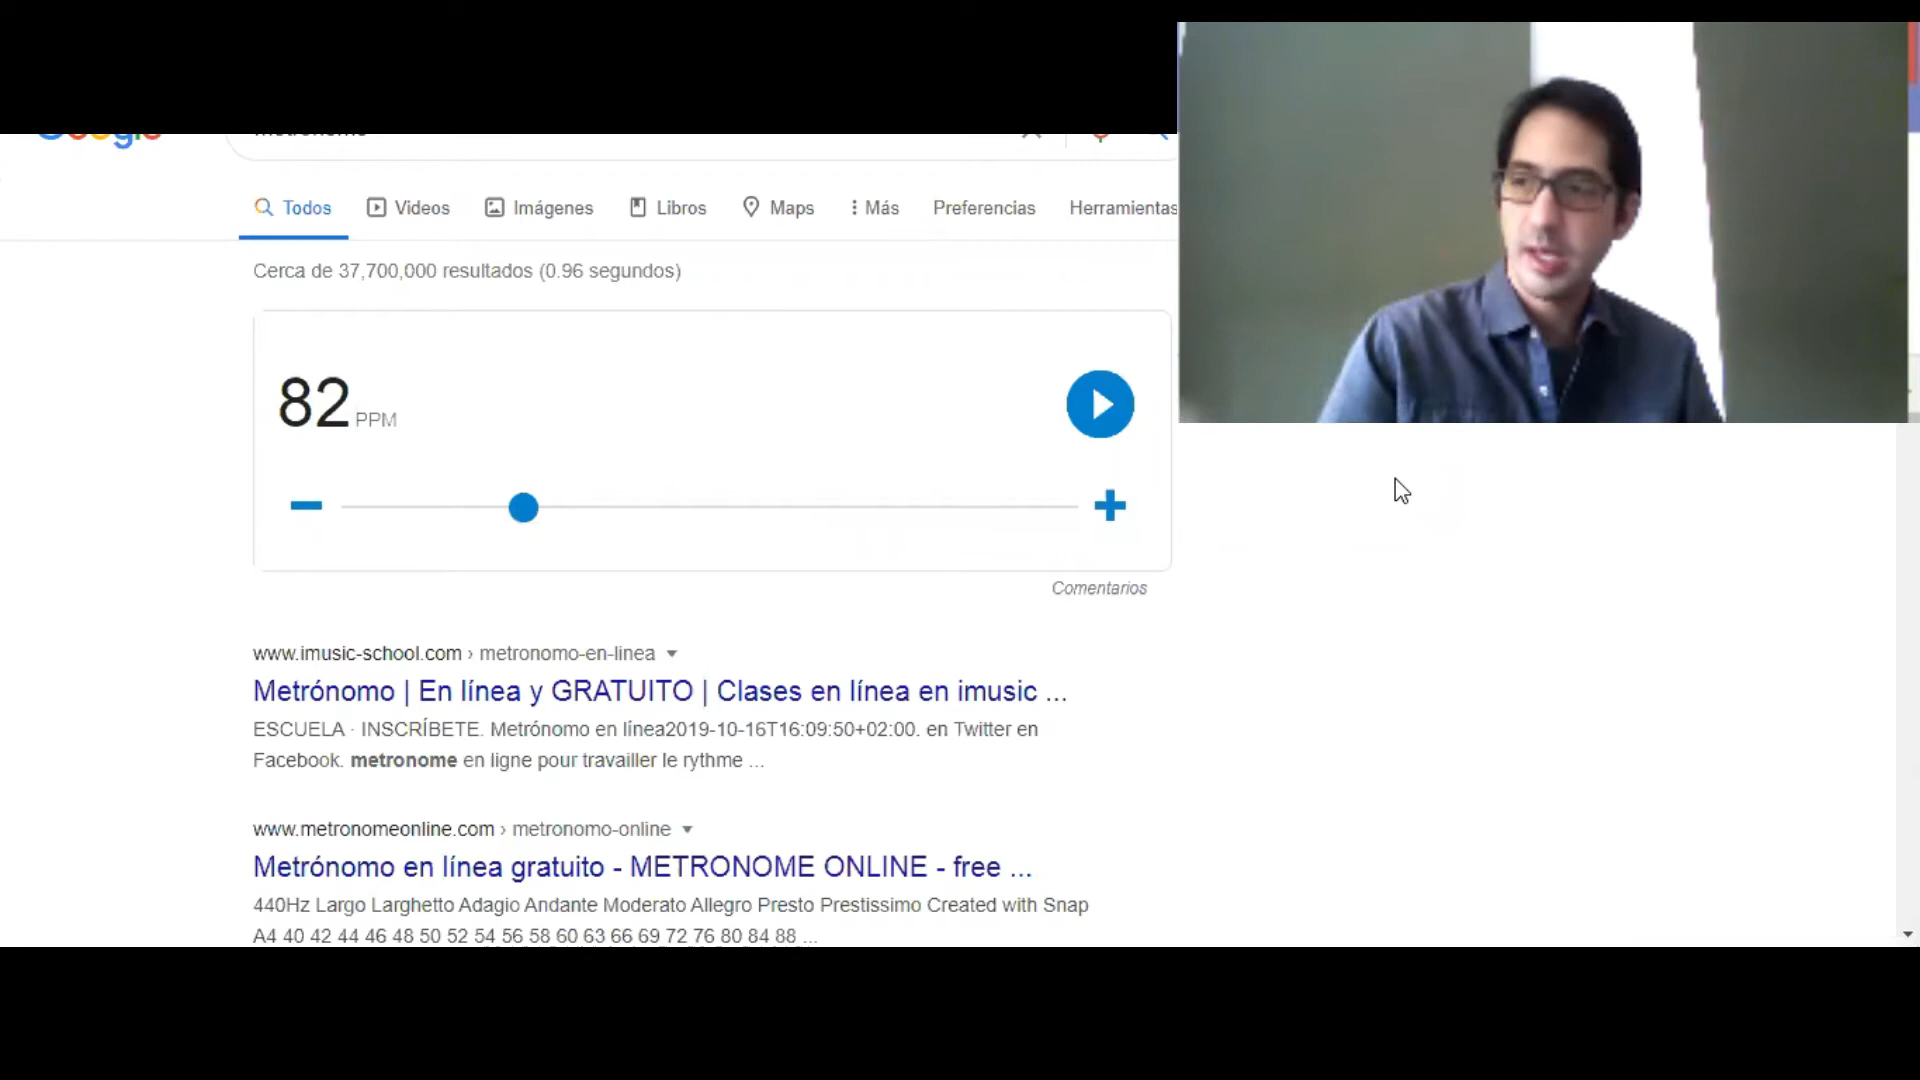 Google
metronome
Todos Videos Imágenes Libros Maps Más Preferencias Herramientas
Cerca de 37,700,000 resultados (0.96 segundos)
82 PPM
Comentarios
www.imusic-school.com › metronomo-en-linea
Metrónomo | En línea y GRATUITO | Clases en línea en imusic ...
ESCUELA · INSCRÍBETE. Metrónomo en línea2019-10-16T16:09:50+02:00. en Twitter en
Facebook. metronome en ligne pour travailler le rythme ...
www.metronomeonline.com › metronomo-online
Metrónomo en línea gratuito - METRONOME ONLINE - free ...
440Hz Largo Larghetto Adagio Andante Moderato Allegro Presto Prestissimo Created with Snap
A4 40 42 44 46 48 50 52 54 56 58 60 63 66 69 72 76 80 84 88 ...